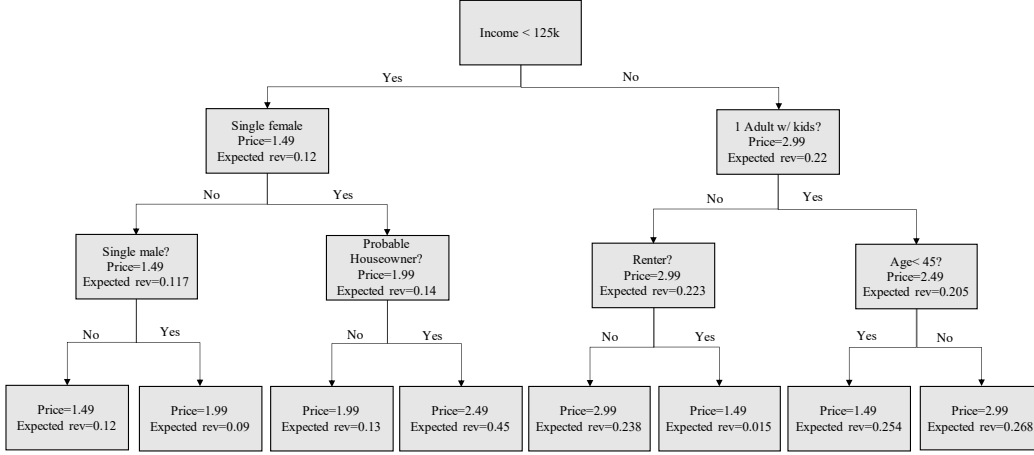 Income < 125k
Yes
No
Single female
Price=1.49
Expected rev=0.12
1 Adult w/ kids?
Price=2.99
Expected rev=0.22
No
Yes
No
Yes
Single male?
Price=1.49
Expected rev=0.117
Probable
Houseowner?
Price=1.99
Expected rev=0.14
Renter?
Price=2.99
Expected rev=0.223
Age< 45?
Price=2.49
Expected rev=0.205
No
Yes
No
Yes
No
Yes
Yes
No
Price=1.49
Expected rev=0.12
Price=1.99
Expected rev=0.09
Price=1.99
Expected rev=0.13
Price=2.49
Expected rev=0.45
Price=2.99
Expected rev=0.238
Price=1.49
Expected rev=0.015
Price=1.49
Expected rev=0.254
Price=2.99
Expected rev=0.268